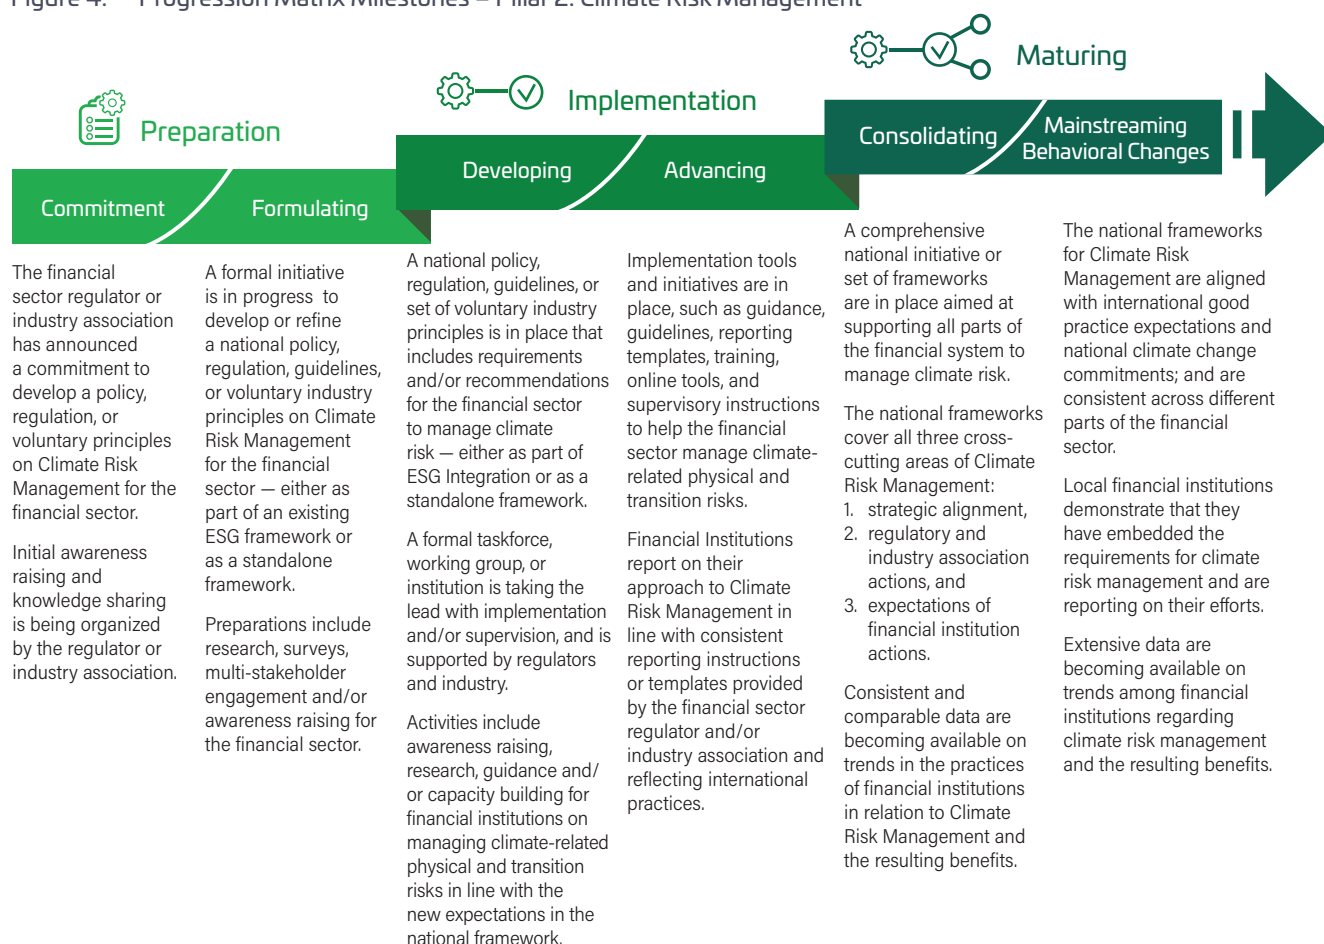 Figure 4. Progression Matrix Milestones – Pillar 2: Climate Risk Management
Preparation
Commitment
Formulating
The financial
sector regulator or
industry association
has announced
a commitment to
develop a policy,
regulation, or
voluntary principles
on Climate Risk
Management for the
financial sector.
Initial awareness
raising and
knowledge sharing
is being organized
by the regulator or
industry association.
A formal initiative
is in progress to
develop or refine
a national policy,
regulation, guidelines,
or voluntary industry
principles on Climate
Risk Management
for the financial
sector — either as
part of an existing
ESG framework or
as a standalone
framework.
Preparations include
research, surveys,
multi-stakeholder
engagement and/or
awareness raising for
the financial sector.
Implementation
Developing
Advancing
A national policy,
regulation, guidelines, or
set of voluntary industry
principles is in place that
includes requirements
and/or recommendations
for the financial sector
to manage climate
risk — either as part of
ESG Integration or as a
standalone framework.
A formal taskforce,
working group, or
institution is taking the
lead with implementation
and/or supervision, and is
supported by regulators
and industry.
Activities include
awareness raising,
research, guidance and/
or capacity building for
financial institutions on
managing climate-related
physical and transition
risks in line with the
new expectations in the
national framework.
Implementation tools
and initiatives are in
place, such as guidance,
guidelines, reporting
templates, training,
online tools, and
supervisory instructions
to help the financial
sector manage climate-
related physical and
transition risks.
Financial Institutions
report on their
approach to Climate
Risk Management in
line with consistent
reporting instructions
or templates provided
by the financial sector
regulator and/or
industry association and
reflecting international
practices.
Maturing
Consolidating
Mainstreaming
Behavioral Changes
A comprehensive
national initiative or
set of frameworks
are in place aimed at
supporting all parts of
the financial system to
manage climate risk.
The national frameworks
cover all three cross-
cutting areas of Climate
Risk Management:
1. strategic alignment,
2. regulatory and
industry association
actions, and
3. expectations of
financial institution
actions.
Consistent and
comparable data are
becoming available on
trends in the practices
of financial institutions
in relation to Climate
Risk Management and
the resulting benefits.
The national frameworks
for Climate Risk
Management are aligned
with international good
practice expectations and
national climate change
commitments; and are
consistent across different
parts of the financial
sector.
Local financial institutions
demonstrate that they
have embedded the
requirements for climate
risk management and are
reporting on their efforts.
Extensive data are
becoming available on
trends among financial
institutions regarding
climate risk management
and the resulting benefits.